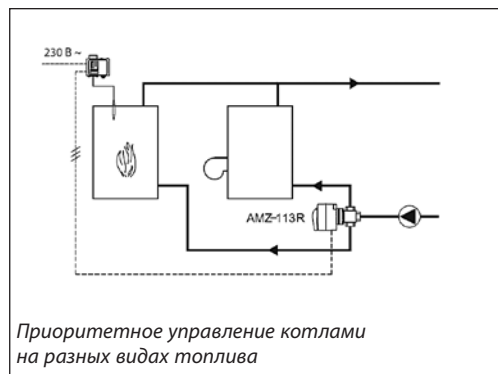 230 В ~
AMZ-113R
Приоритетное управление котлами
на разных видах топлива